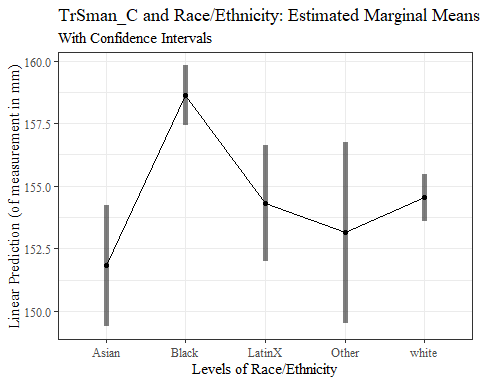 TrSman_C and Race/Ethnicity: Estimated Marginal Means
With Confidence Intervals
Linear Prediction (of measurement in mm)
160.0
157.5
155.0
152.5
150.0
Asian
Black
LatinX
Other
white
Levels of Race/Ethnicity